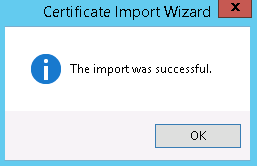 Certificate Import Wizard
x
The import was successful.
OK